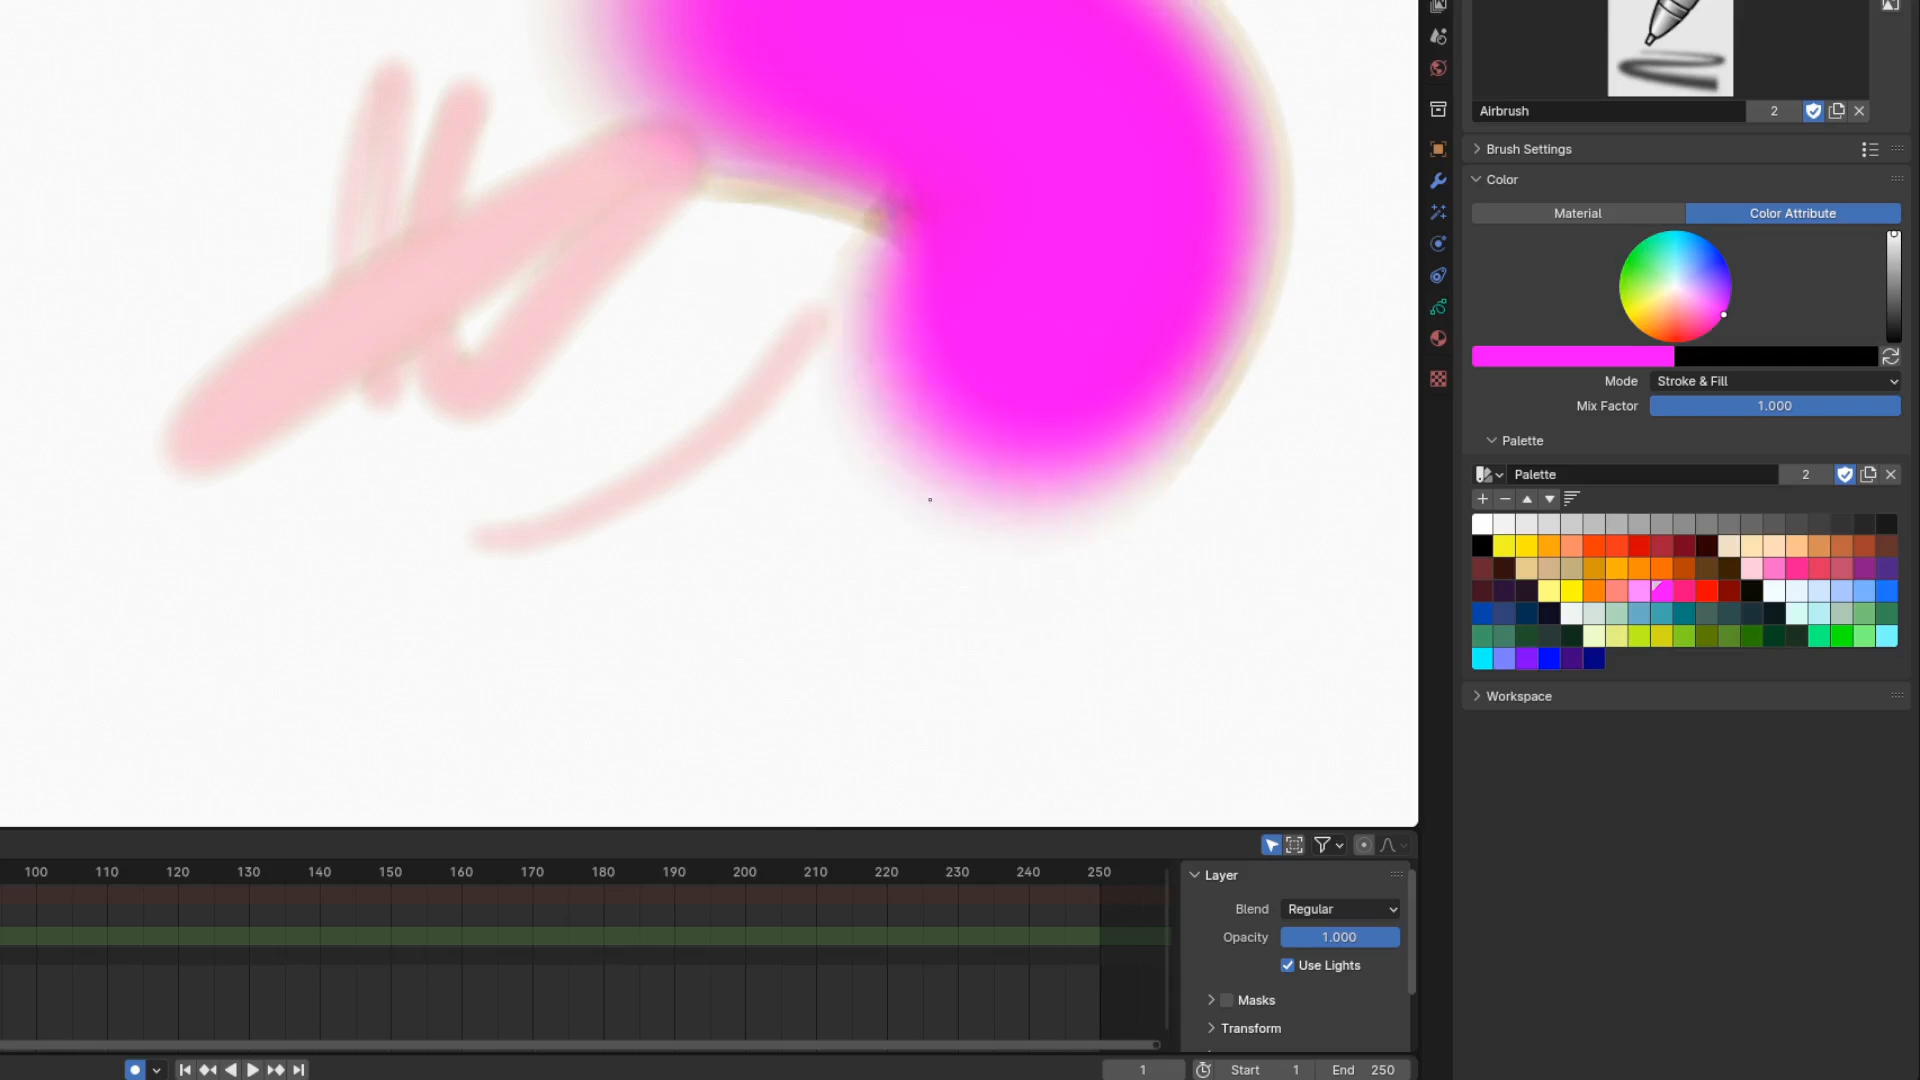 Airbrush 2
Brush Settings
Color
Material Color Attribute
Mode Stroke & Fill
Mix Factor 1.000
Palette
Palette 2
Workspace
100 110 120 130 140 150 160 170 180 190 200 210 220 230 240 250
Layer
Blend Regular
Opacity 1.000
Use Lights
Masks
Transform
1 Start 1 End 250